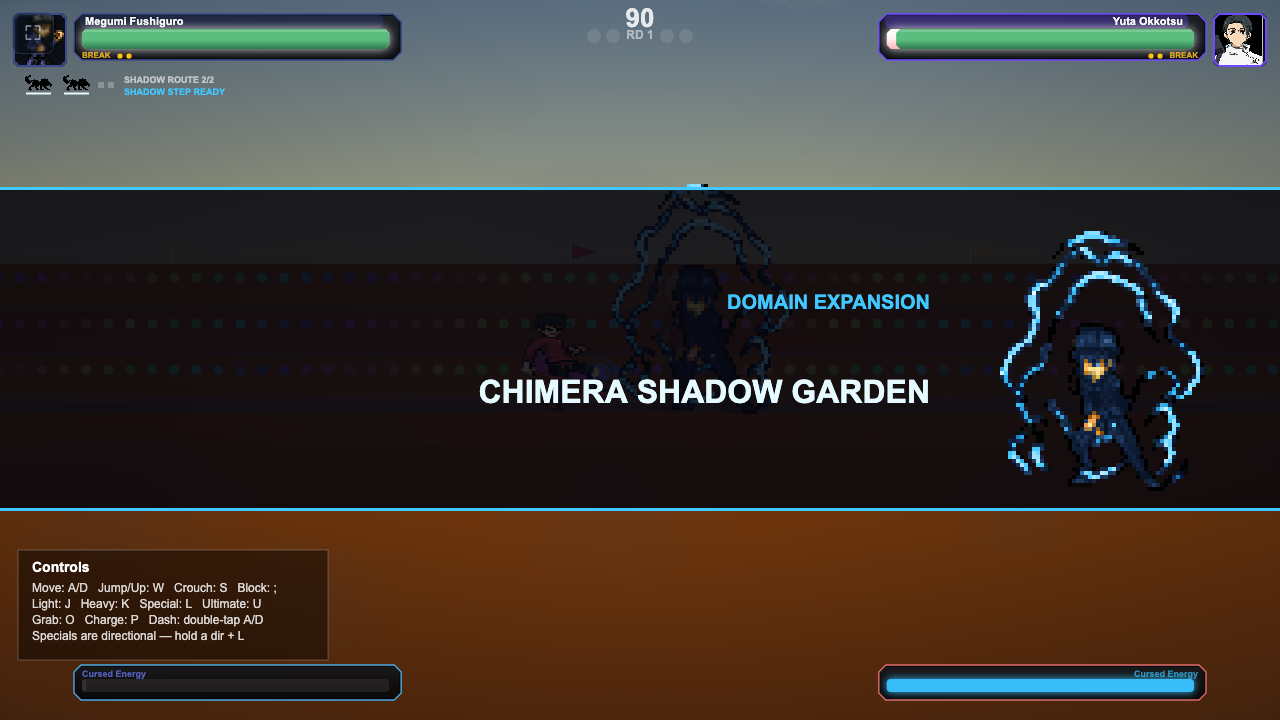 Megumi Fushiguro
BREAK
SHADOW ROUTE 2/2
SHADOW STEP READY
90
RD 1
Yuta Okkotsu
BREAK
DOMAIN EXPANSION
CHIMERA SHADOW GARDEN
Controls
Move: A/D Jump/Up: W Crouch: S Block: ;
Light: J Heavy: K Special: L Ultimate: U
Grab: O Charge: P Dash: double-tap A/D
Specials are directional — hold a dir + L
Cursed Energy
Cursed Energy